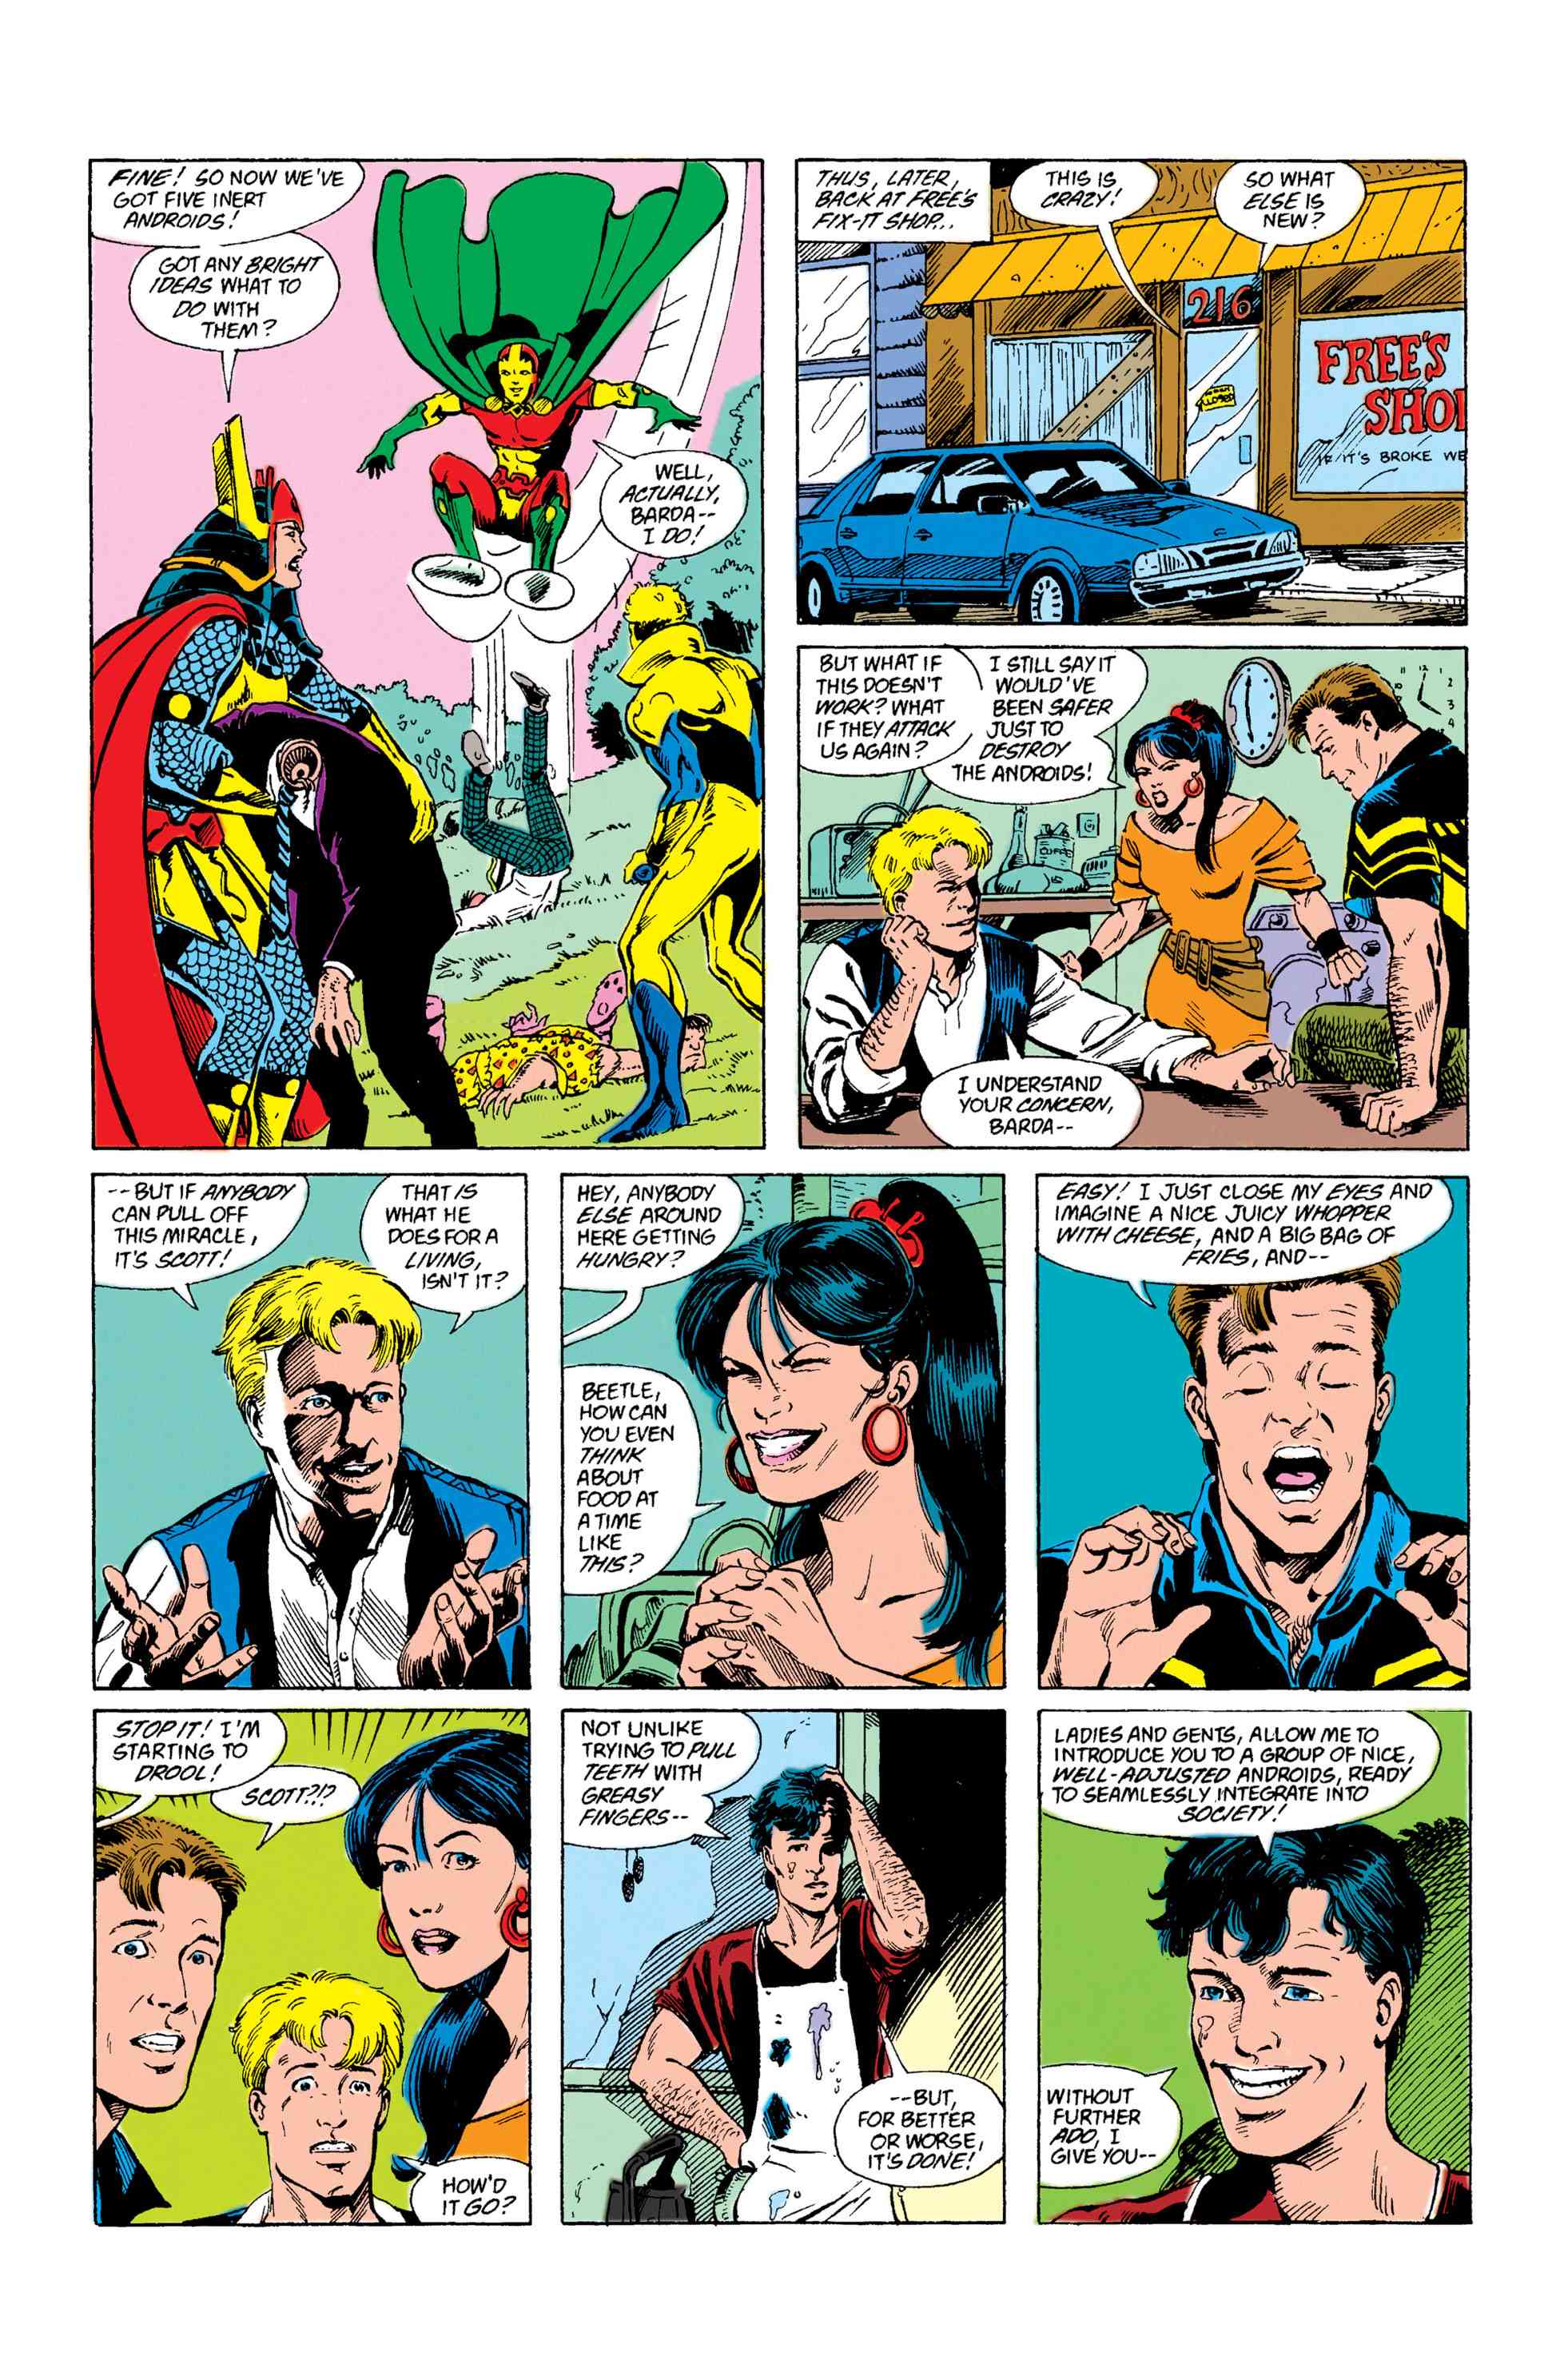 FINE! SO NOW WE'VE
GOT FIVE INERT
ANDROIDS!
GOT ANY BRIGHT
IDEAS WHAT TO
DO WITH
THEM?
WELL,
ACTUALLY,
BARDA--
I DO!
THUS, LATER,
BACK AT FREE'S
FIX-IT SHOP...
THIS IS
CRAZY!
SO WHAT
ELSE IS
NEW?
216
CLOSED
FREE'S
SHO
IF IT'S BROKE WE
BUT WHAT IF
THIS DOESN'T
WORK? WHAT
IF THEY ATTACK
US AGAIN?
I STILL SAY IT
WOULD'VE
BEEN SAFER
JUST TO
DESTROY
THE ANDROIDS!
11 12 1
2
3
4
I UNDERSTAND
YOUR CONCERN,
BARDA--
--BUT IF ANYBODY
CAN PULL OFF
THIS MIRACLE,
IT'S SCOTT!
THAT IS
WHAT HE
DOES FOR A
LIVING,
ISN'T IT?
HEY, ANYBODY
ELSE AROUND
HERE GETTING
HUNGRY?
BEETLE,
HOW CAN
YOU EVEN
THINK
ABOUT
FOOD AT
A TIME
LIKE
THIS?
EASY! I JUST CLOSE MY EYES AND
IMAGINE A NICE JUICY WHOPPER
WITH CHEESE, AND A BIG BAG OF
FRIES, AND--
STOP IT! I'M
STARTING TO
DROOL!
SCOTT?!?
HOW'D
IT GO?
NOT UNLIKE
TRYING TO PULL
TEETH WITH
GREASY
FINGERS--
--BUT,
FOR BETTER
OR WORSE,
IT'S DONE!
LADIES AND GENTS, ALLOW ME TO
INTRODUCE YOU TO A GROUP OF NICE,
WELL-ADJUSTED ANDROIDS, READY
TO SEAMLESSLY INTEGRATE INTO
SOCIETY!
WITHOUT
FURTHER
ADO, I
GIVE YOU--